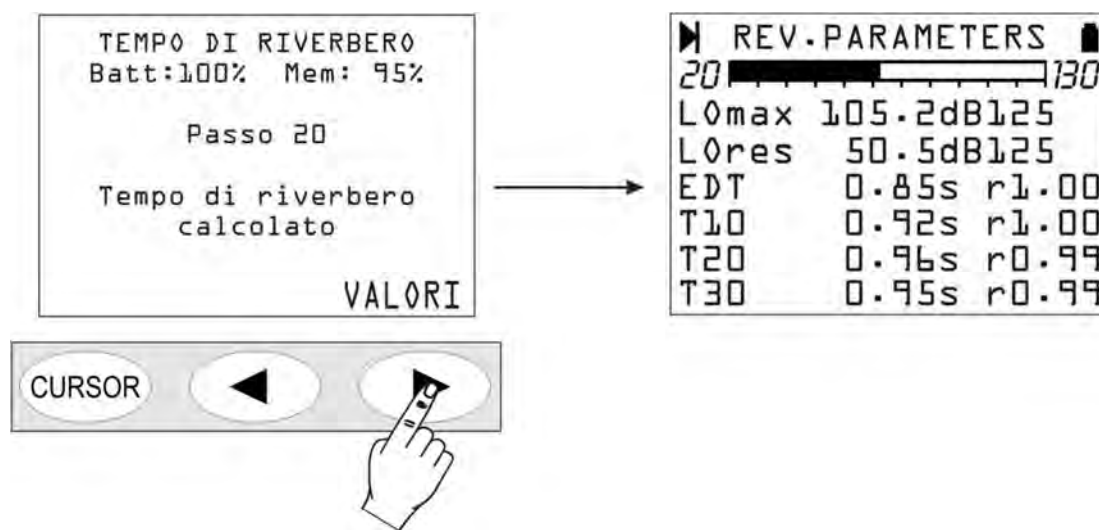 TEMPO DI RIVERBERO
Batt:100% Mem: 95%
Passo 20
Tempo di riverbero
calcolato
VALORI
CURSOR
REV.PARAMETERS
20 130
L0max 105.2dB125
L0res 50.5dB125
EDT 0.85s r1.00
T10 0.92s r1.00
T20 0.96s r0.99
T30 0.95s r0.99